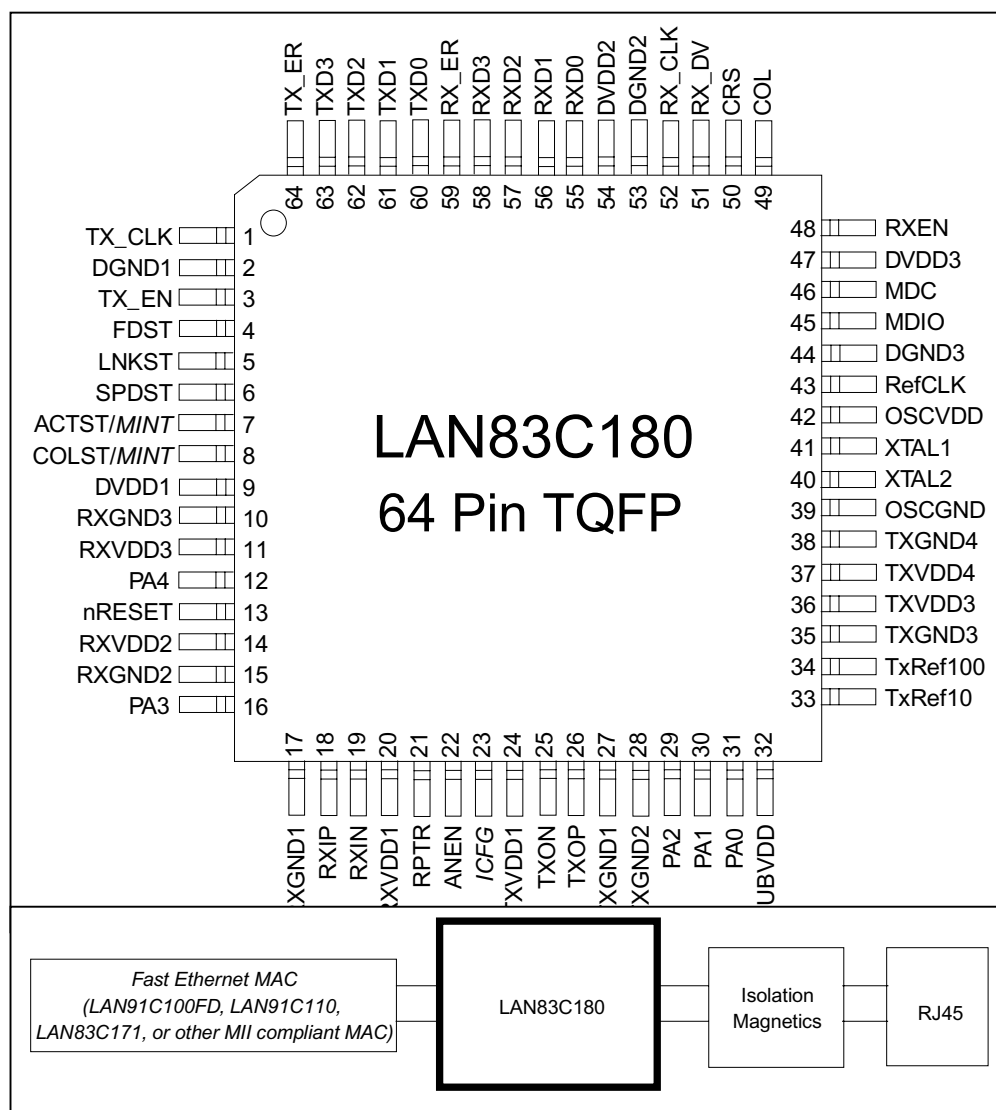 TX_ER
TXD3
TXD2
TXD1
TXD0
RX_ER
RXD3
RXD2
RXD1
RXD0
DVDD2
DGND2
RX_CLK
RX_DV
CRS
COL
64
63
62
61
60
59
58
57
56
55
54
53
52
51
50
49
TX_CLK 1
DGND1 2
TX_EN 3
FDST 4
LNKST 5
SPDST 6
ACTST/MINT 7
COLST/MINT 8
DVDD1 9
RXGND3 10
RXVDD3 11
PA4 12
nRESET 13
RXVDD2 14
RXGND2 15
PA3 16
LAN83C180
64 Pin TQFP
48 RXEN
47 DVDD3
46 MDC
45 MDIO
44 DGND3
43 RefCLK
42 OSCVDD
41 XTAL1
40 XTAL2
39 OSCGND
38 TXGND4
37 TXVDD4
36 TXVDD3
35 TXGND3
34 TxRef100
33 TxRef10
17
18
19
20
21
22
23
24
25
26
27
28
29
30
31
32
XGND1
RXIP
RXIN
RXVDD1
RPTR
ANEN
ICFG
TXVDD1
TXON
TXOP
XGND1
XGND2
PA2
PA1
PA0
UBVDD
Fast Ethernet MAC
(LAN91C100FD, LAN91C110,
LAN83C171, or other MII compliant MAC)
LAN83C180
Isolation
Magnetics
RJ45